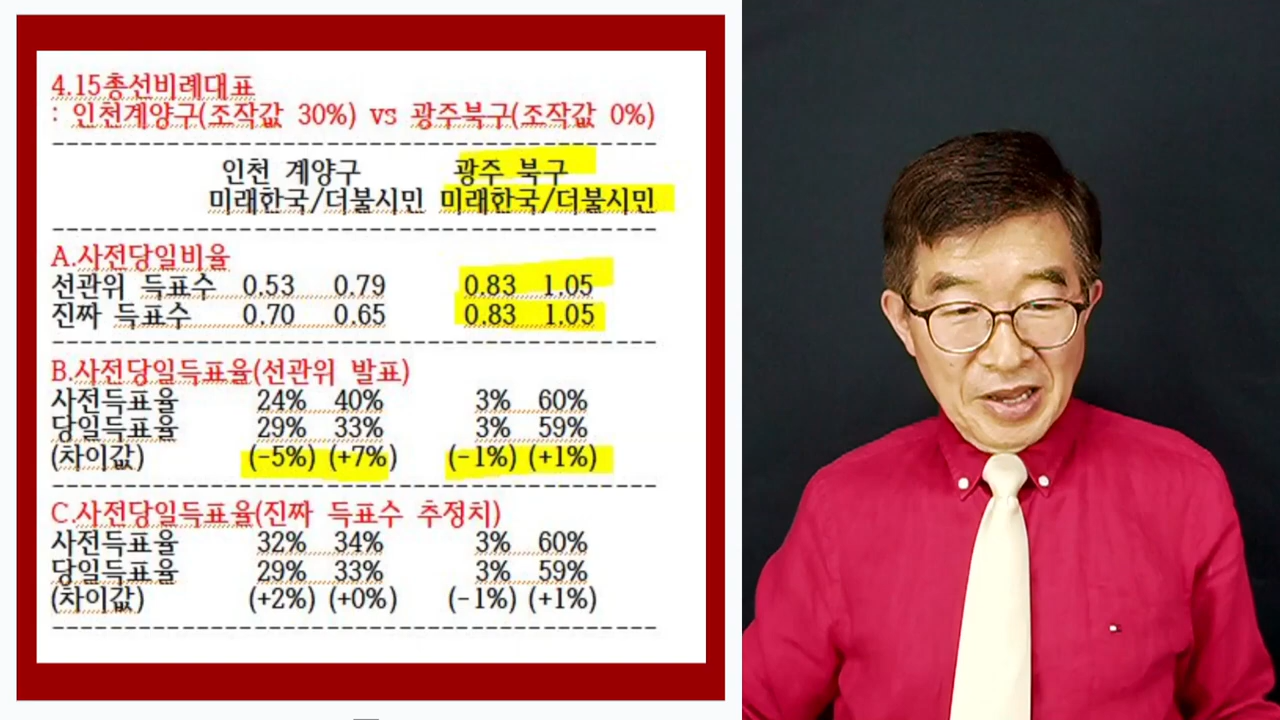 4.15총선비례대표
: 인천계양구(조작값 30%) vs 광주북구(조작값 0%)
인천 계양구 광주 북구
미래한국/더불시민 미래한국/더불시민
A.사전당일비율
선관위 득표수 0.53 0.79 0.83 1.05
진짜 득표수 0.70 0.65 0.83 1.05
B.사전당일득표율(선관위 발표)
사전득표율 24% 40% 3% 60%
당일득표율 29% 33% 3% 59%
(차이값) (-5%) (+7%) (-1%) (+1%)
C.사전당일득표율(진짜 득표수 추정치)
사전득표율 32% 34% 3% 60%
당일득표율 29% 33% 3% 59%
(차이값) (+2%) (+0%) (-1%) (+1%)